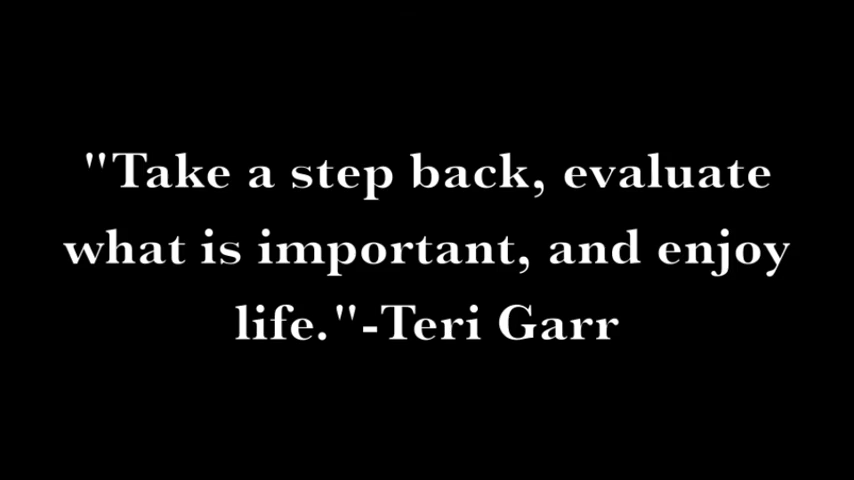 "Take a step back, evaluate
what is important, and enjoy
life."-Teri Garr